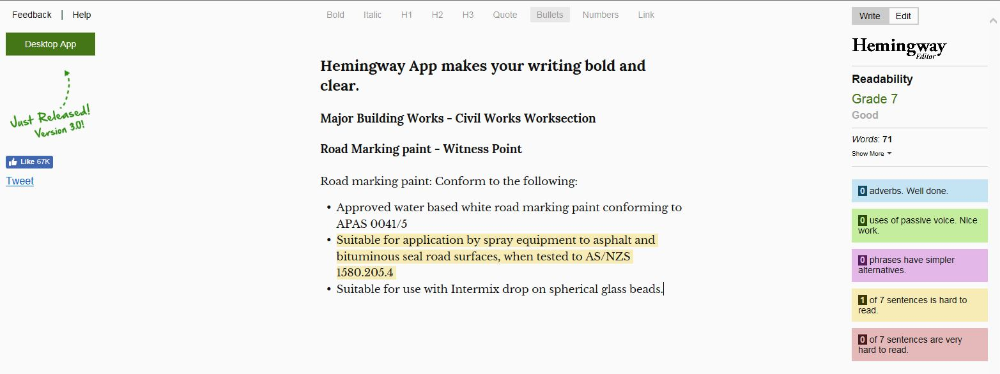 Feedback | Help
Bold Italic H1 H2 H3 Quote Bullets Numbers Link
Write Edit
Desktop App
Just Released!
Version 3.0!
Like 67K
Tweet
Hemingway App makes your writing bold and
clear.
Major Building Works - Civil Works Worksection
Road Marking paint - Witness Point
Road marking paint: Conform to the following:
• Approved water based white road marking paint conforming to
APAS 0041/5
• Suitable for application by spray equipment to asphalt and
bituminous seal road surfaces, when tested to AS/NZS
1580.205.4
• Suitable for use with Intermix drop on spherical glass beads.
Hemingway
Editor
Readability
Grade 7
Good
Words: 71
Show More
0 adverbs. Well done.
0 uses of passive voice. Nice
work.
0 phrases have simpler
alternatives.
1 of 7 sentences is hard to
read.
0 of 7 sentences are very
hard to read.